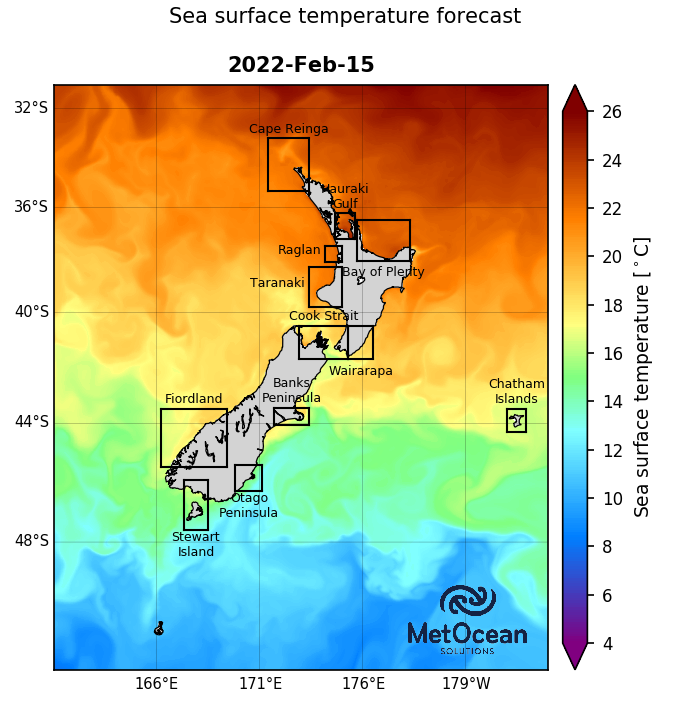 Sea surface temperature forecast
2022-Feb-15
32°S
36°S
40°S
44°S
48°S
166°E
171°E
176°E
179°W
Cape Reinga
Hauraki
Gulf
Raglan
Bay of Plenty
Taranaki
Cook Strait
Wairarapa
Banks
Peninsula
Fiordland
Chatham
Islands
Otago
Peninsula
Stewart
Island
MetOcean
SOLUTIONS
26
24
22
20
18
16
14
12
10
8
6
4
Sea surface temperature [°C]